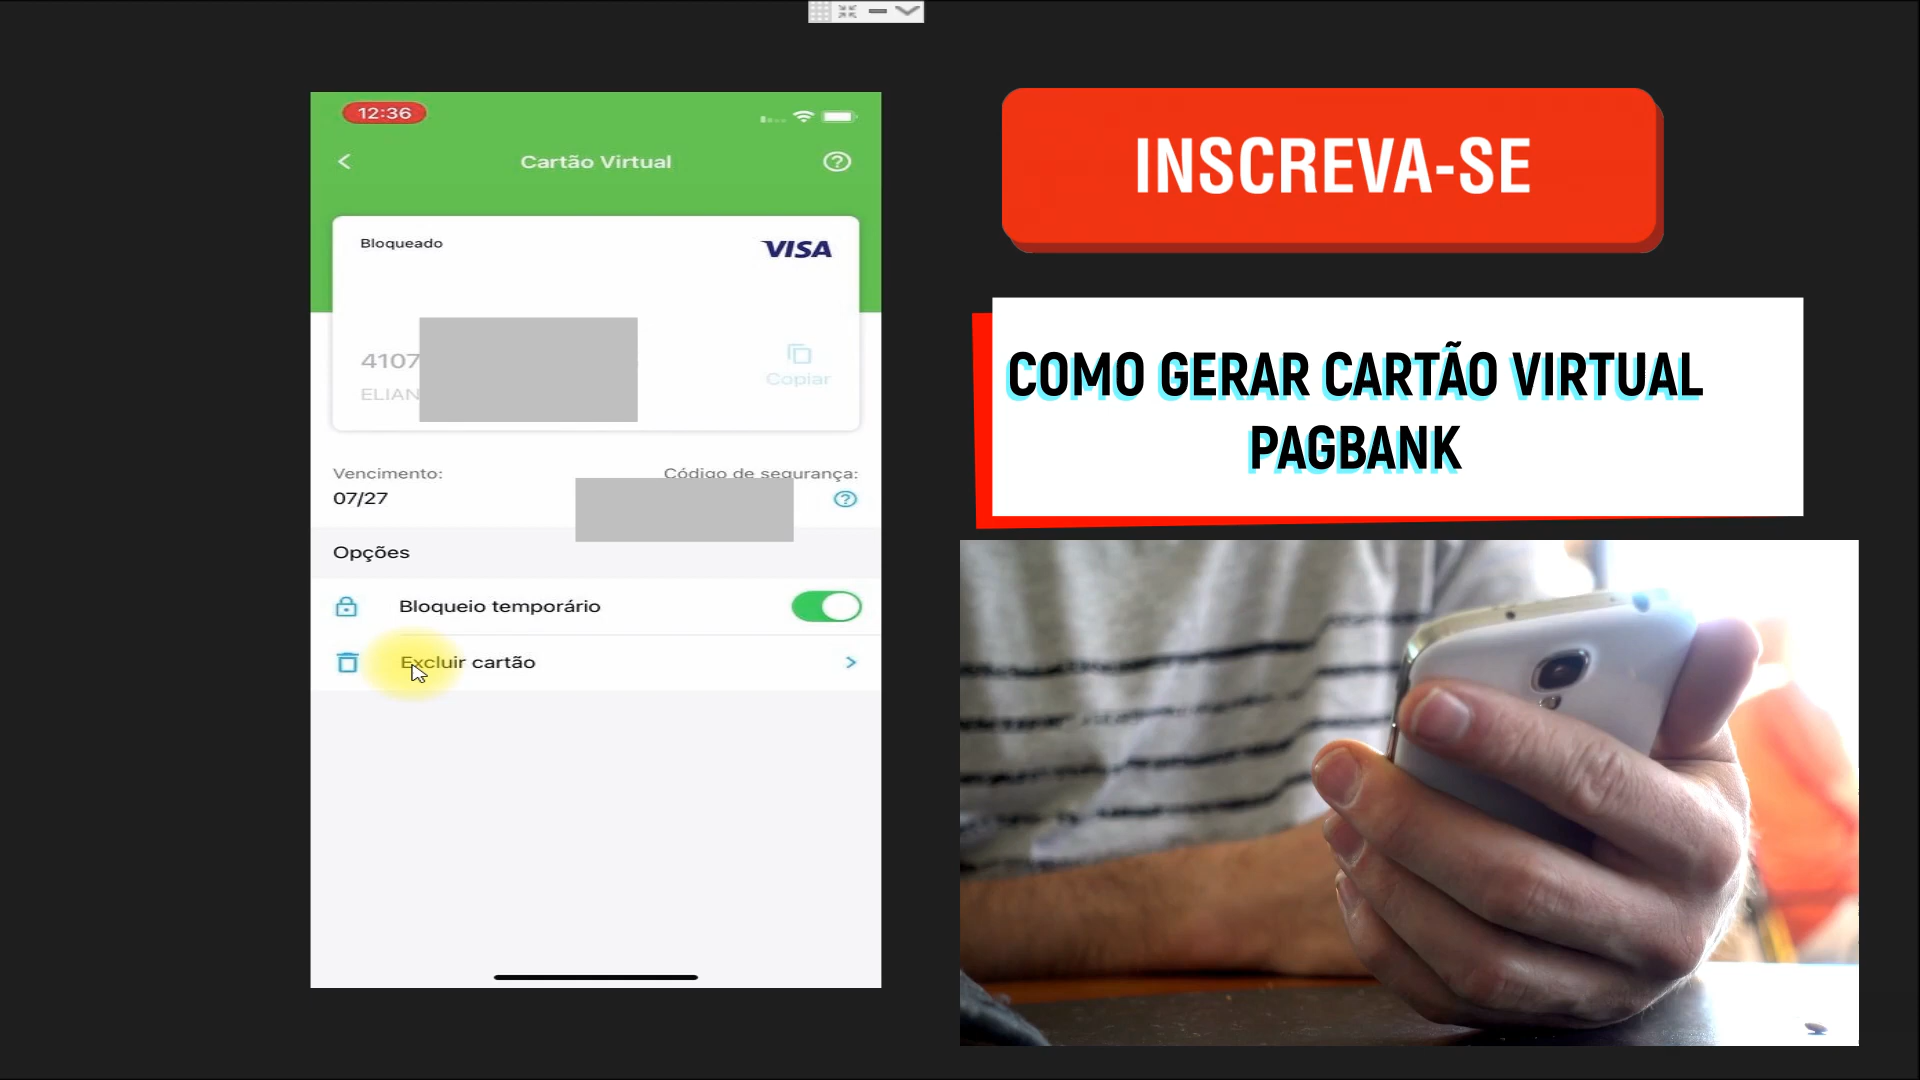 12:36
Cartão Virtual
Bloqueado
VISA
4107
Copiar
ELIAN
Vencimento:
Código de segurança:
07/27
Opções
Bloqueio temporário
Excluir cartão
INSCREVA-SE
COMO GERAR CARTÃO VIRTUAL
PAGBANK